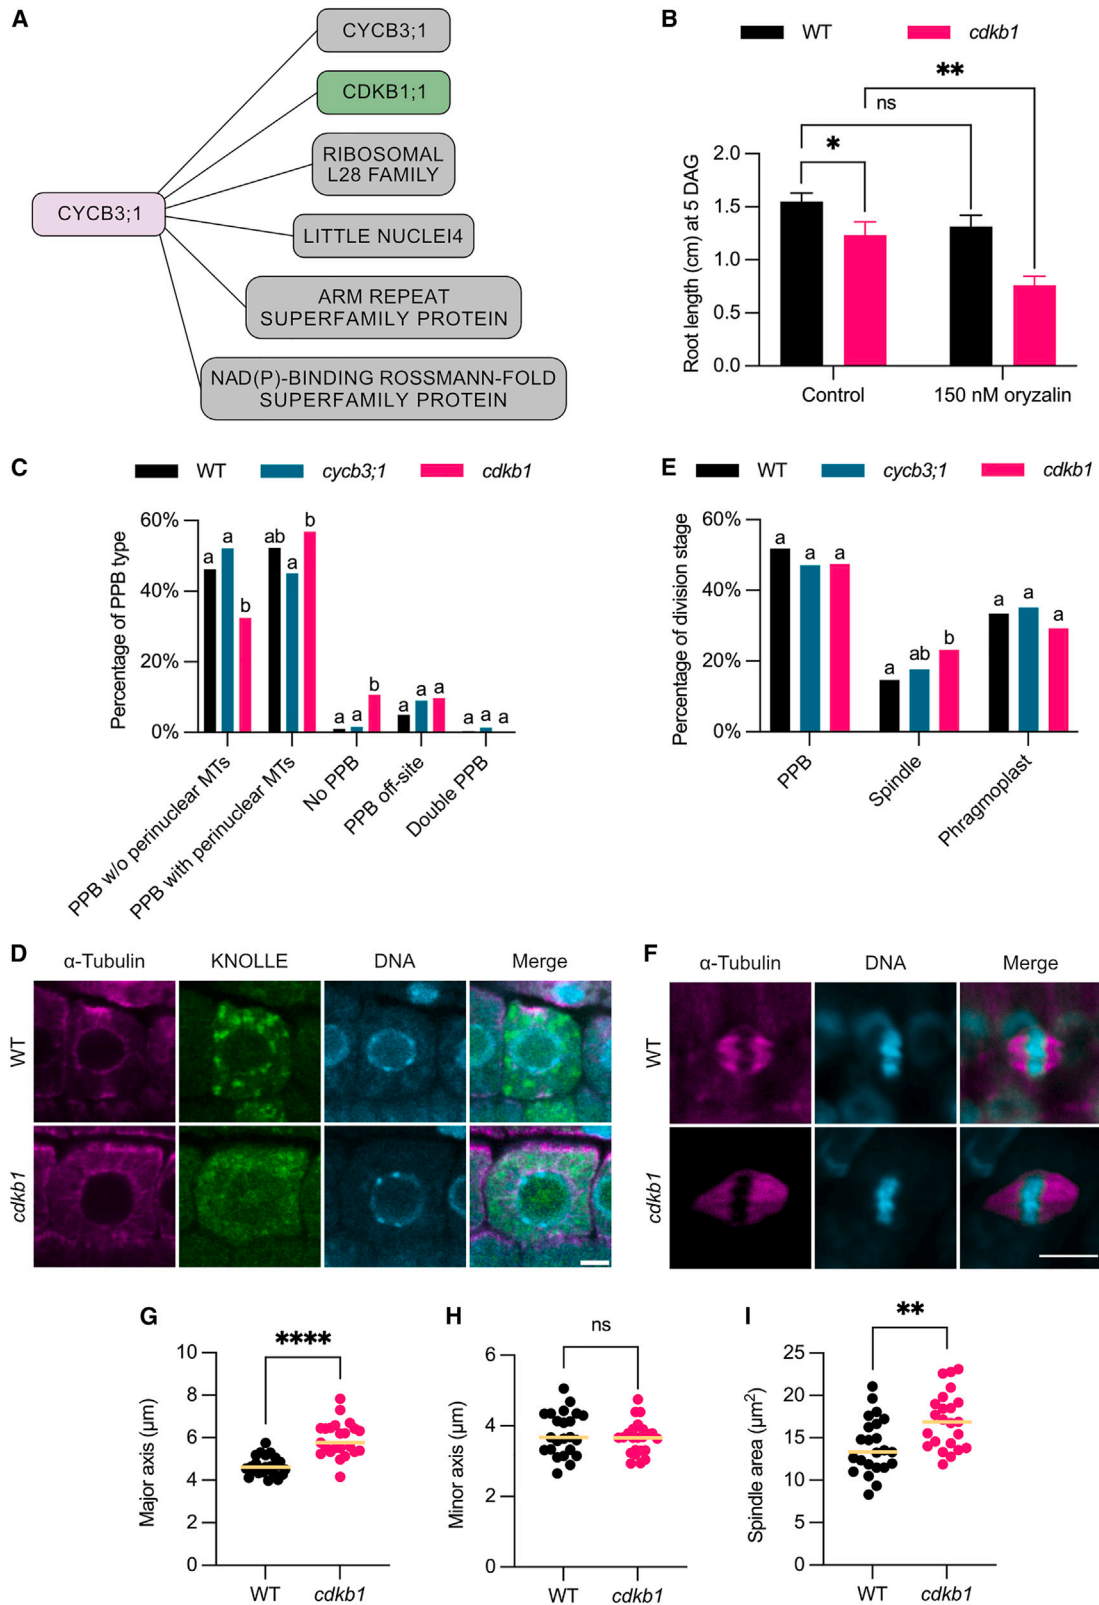 A
CYCB3;1
CDKB1;1
RIBOSOMAL
L28 FAMILY
CYCB3;1
LITTLE NUCLEI4
ARM REPEAT
SUPERFAMILY PROTEIN
NAD(P)-BINDING ROSSMANN-FOLD
SUPERFAMILY PROTEIN
B
WT cdkb1
**
ns
*
Root length (cm) at 5 DAG
2.0
1.5
1.0
0.5
0.0
Control 150 nM oryzalin
C
WT cycb3;1 cdkb1
Percentage of PPB type
60%
40%
20%
0%
a a b
ab a b
a a b
a a a
a a a
PPB w/o perinuclear MTs
PPB with perinuclear MTs
No PPB
PPB off-site
Double PPB
E
WT cycb3;1 cdkb1
Percentage of division stage
60%
40%
20%
0%
a a a
a ab b
a a a
PPB
Spindle
Phragmoplast
D
α-Tubulin KNOLLE DNA Merge
WT
cdkb1
F
α-Tubulin DNA Merge
WT
cdkb1
G
****
Major axis (μm)
10
8
6
4
2
0
WT cdkb1
H
ns
Minor axis (μm)
6
4
2
0
WT cdkb1
I
**
Spindle area (μm²)
25
20
15
10
5
0
WT cdkb1